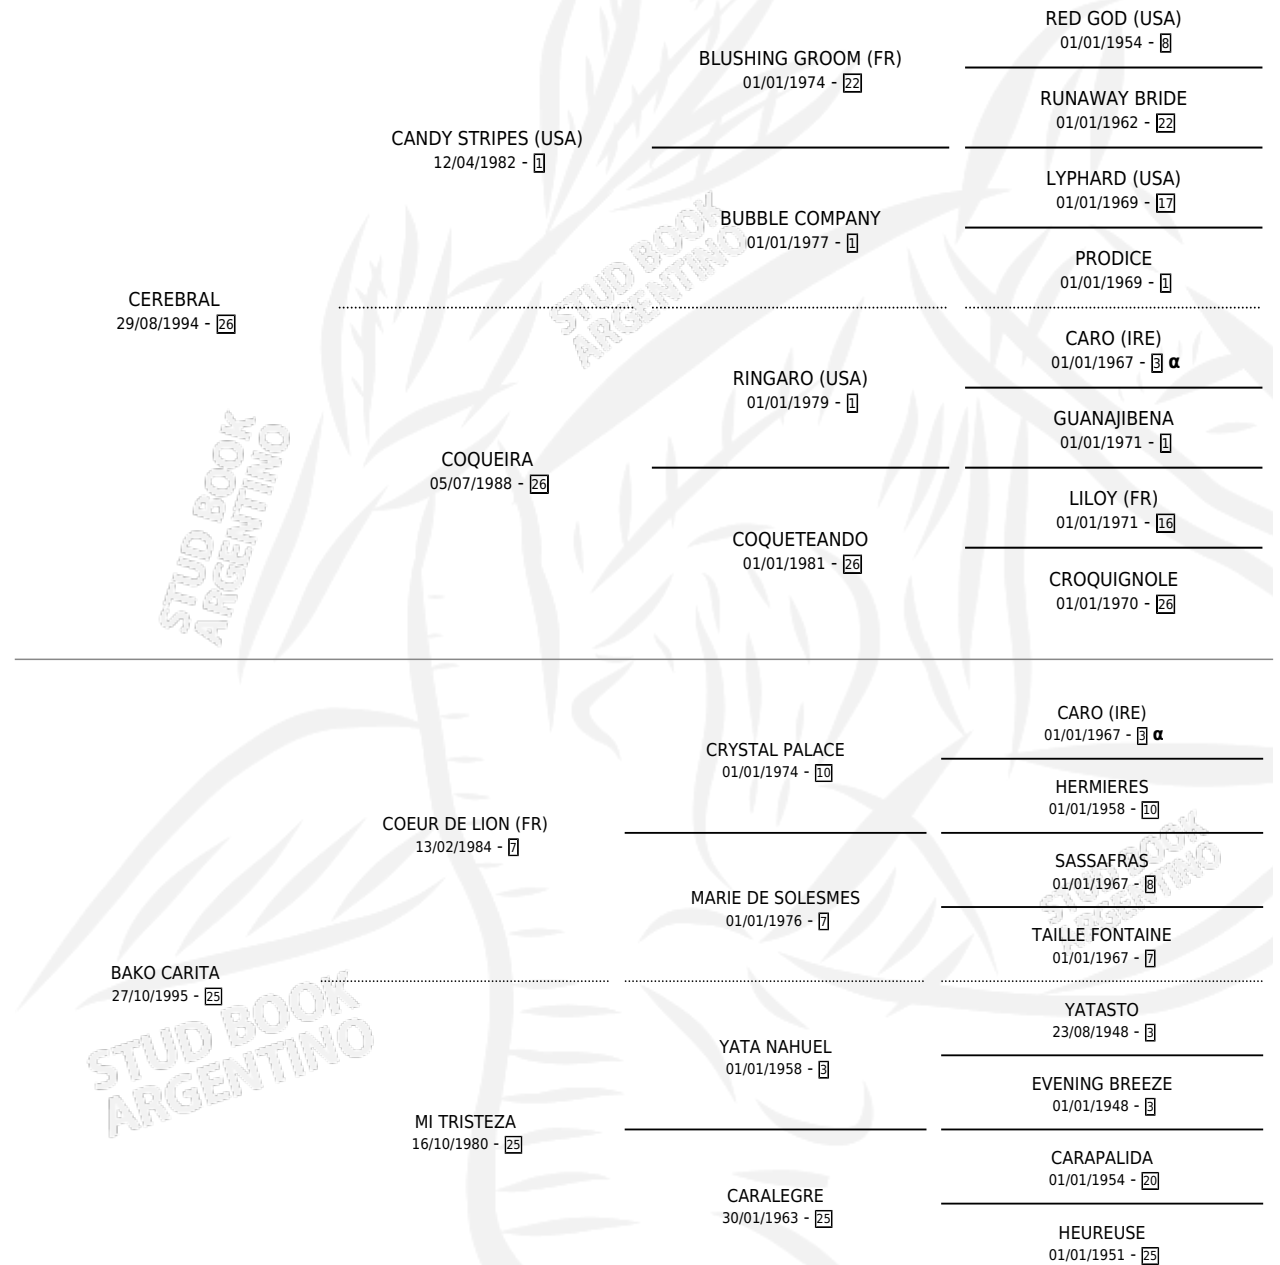 RED GOD (USA)
01/01/1954 - 8
BLUSHING GROOM (FR)
01/01/1974 - 22
RUNAWAY BRIDE
01/01/1962 - 22
CANDY STRIPES (USA)
12/04/1982 - 1
LYPHARD (USA)
01/01/1969 - 17
BUBBLE COMPANY
01/01/1977 - 1
PRODICE
01/01/1969 - 1
CEREBRAL
29/08/1994 - 26
CARO (IRE)
01/01/1967 - 3 α
RINGARO (USA)
01/01/1979 - 1
GUANAJIBENA
01/01/1971 - 1
COQUEIRA
05/07/1988 - 26
LILOY (FR)
01/01/1971 - 16
COQUETEANDO
01/01/1981 - 26
CROQUIGNOLE
01/01/1970 - 26
CARO (IRE)
01/01/1967 - 3 α
CRYSTAL PALACE
01/01/1974 - 10
HERMIERES
01/01/1958 - 10
COEUR DE LION (FR)
13/02/1984 - 7
SASSAFRAS
01/01/1967 - 8
MARIE DE SOLESMES
01/01/1976 - 7
TAILLE FONTAINE
01/01/1967 - 7
BAKO CARITA
27/10/1995 - 25
YATASTO
23/08/1948 - 3
YATA NAHUEL
01/01/1958 - 3
EVENING BREEZE
01/01/1948 - 3
MI TRISTEZA
16/10/1980 - 25
CARAPALIDA
01/01/1954 - 20
CARALEGRE
30/01/1963 - 25
HEUREUSE
01/01/1951 - 25
STUD BOOK
ARGENTINO
STUD BOOK
ARGENTINO
STUD BOOK
ARGENTINO
STUD BOOK
ARGENTINO